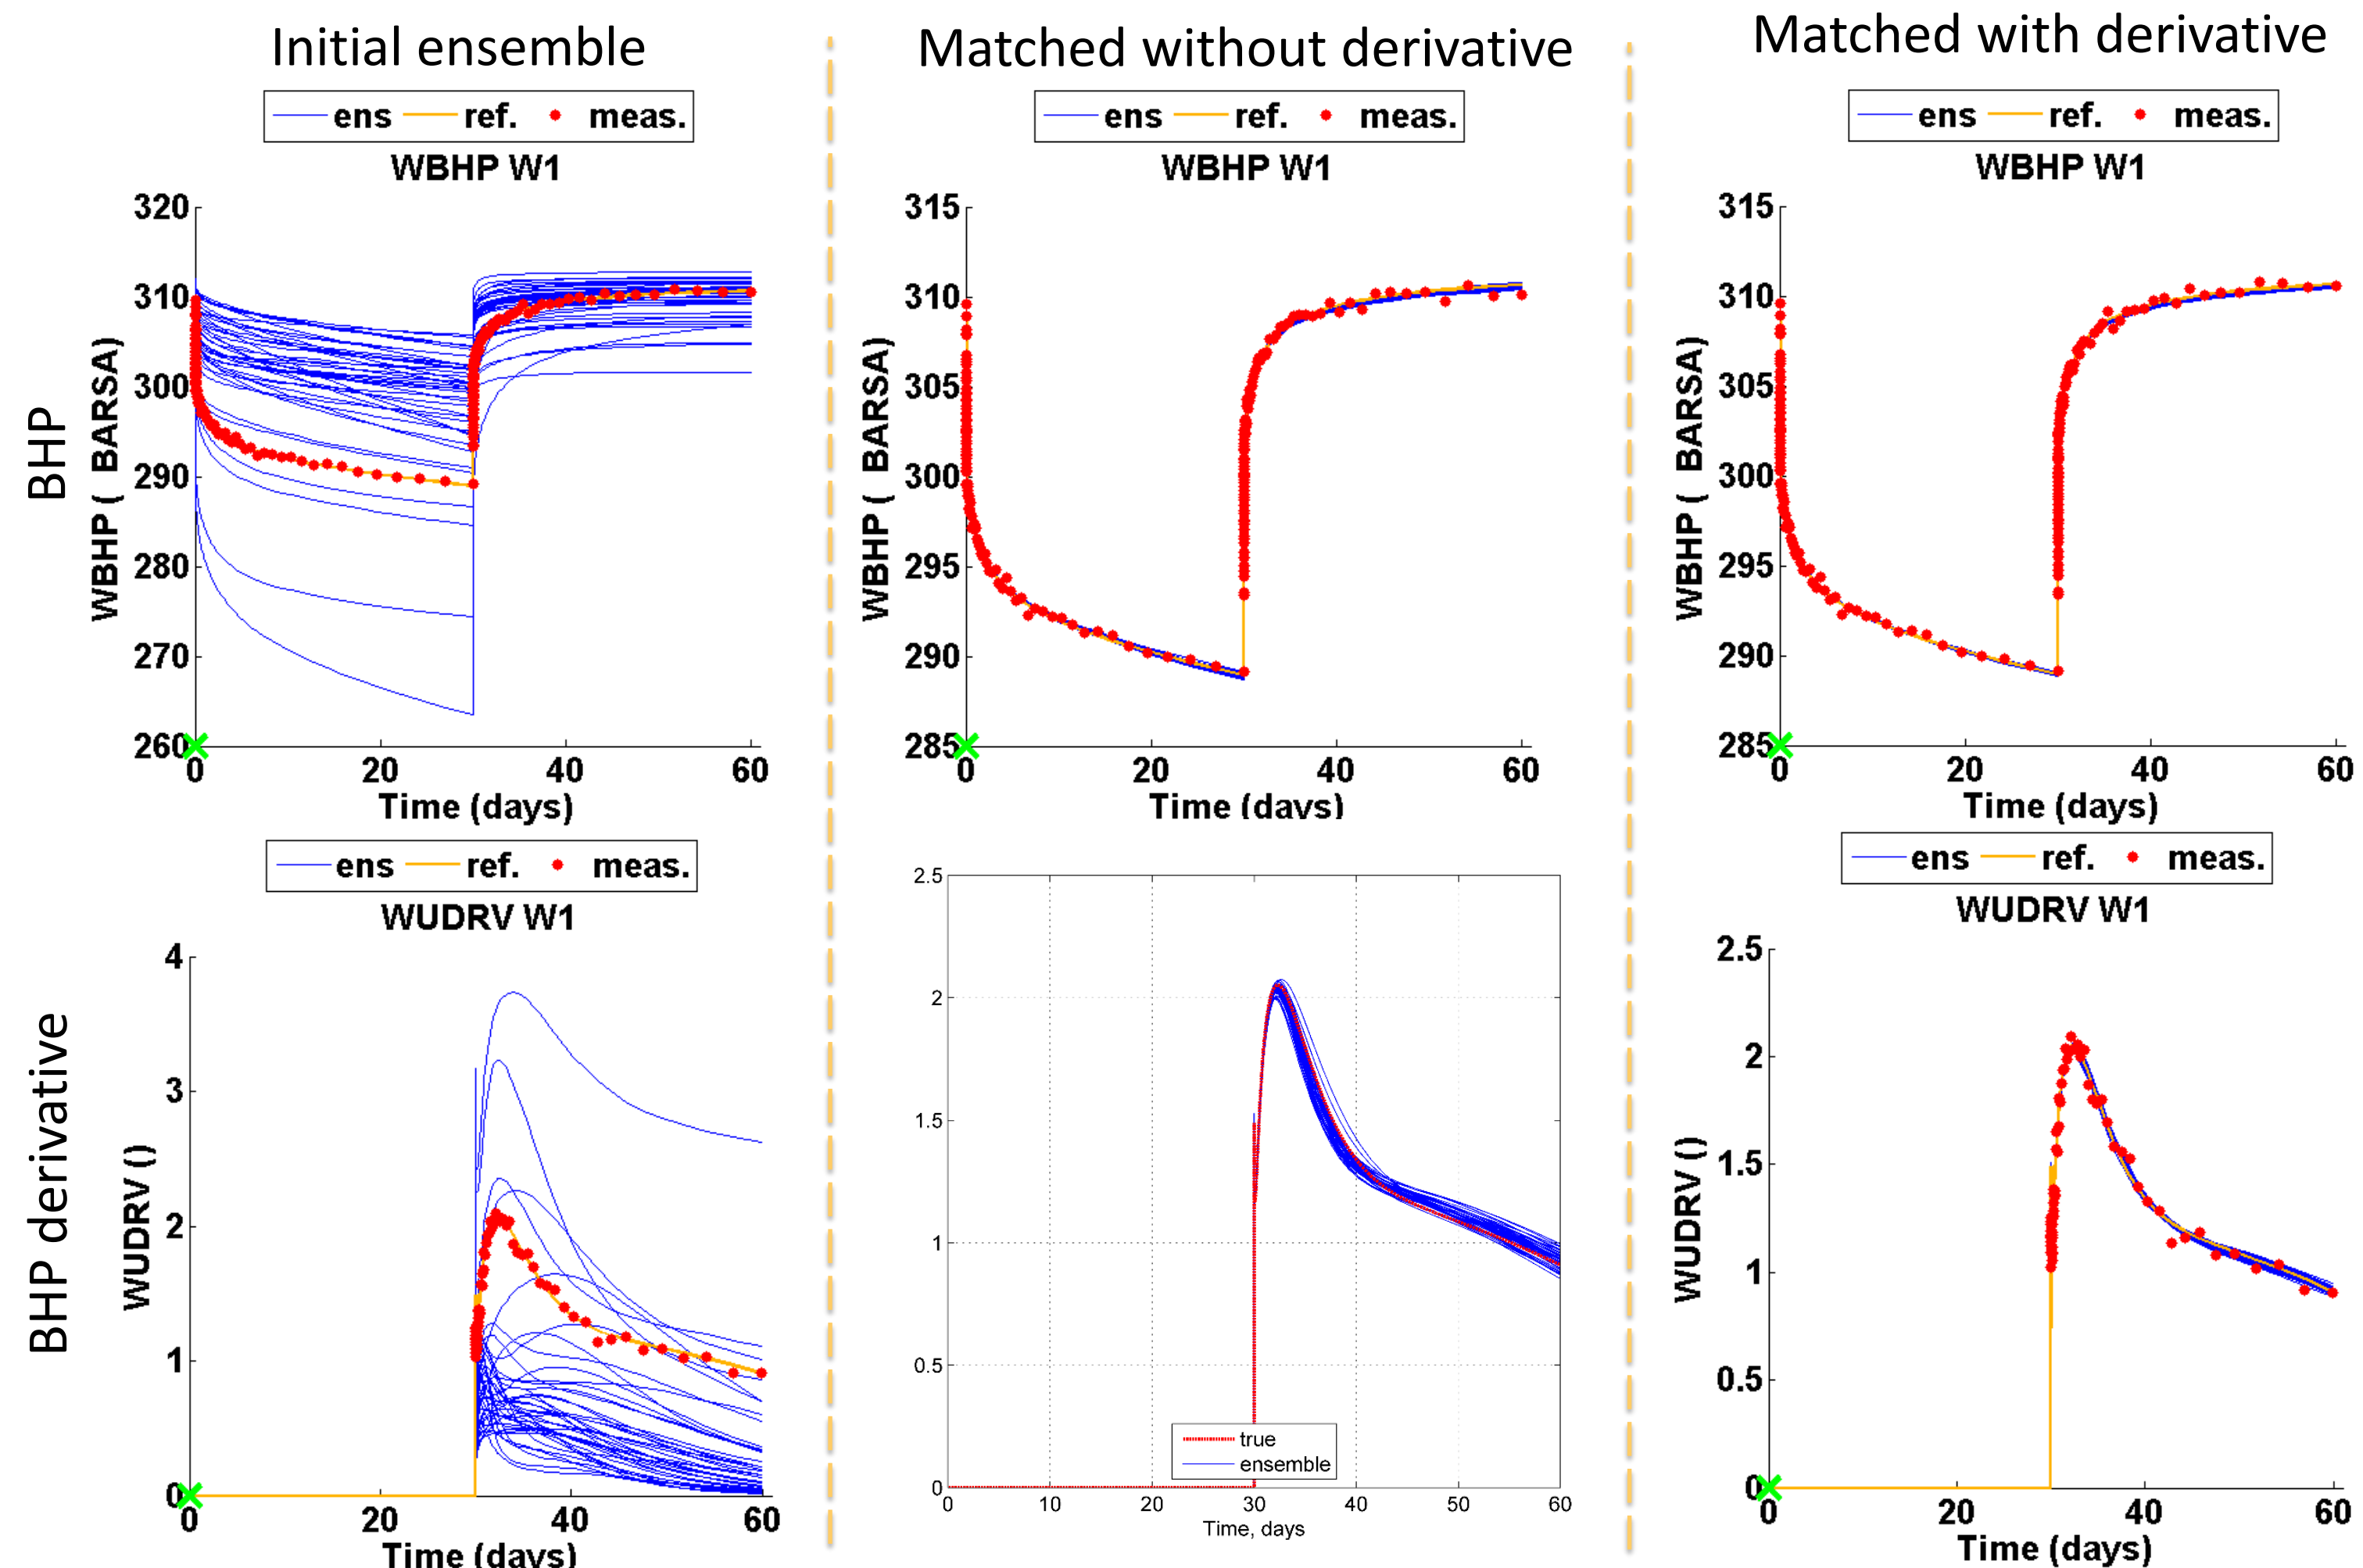 Initial ensemble
Matched without derivative
Matched with derivative
BHP
ens ref. meas.
WBHP W1
WBHP ( BARSA)
320
310
300
290
280
270
260
0 20 40 60
Time (days)
ens ref. meas.
WBHP W1
WBHP ( BARSA)
315
310
305
300
295
290
285
0 20 40 60
Time (days)
ens ref. meas.
WBHP W1
WBHP ( BARSA)
315
310
305
300
295
290
285
0 20 40 60
Time (days)
BHP derivative
ens ref. meas.
WUDRV W1
WUDRV ()
4
3
2
1
0
0 20 40 60
Time (days)
2.5
2
1.5
1
0.5
0
true
ensemble
0 10 20 30 40 50 60
Time, days
ens ref. meas.
WUDRV W1
WUDRV ()
2.5
2
1.5
1
0.5
0
0 20 40 60
Time (days)